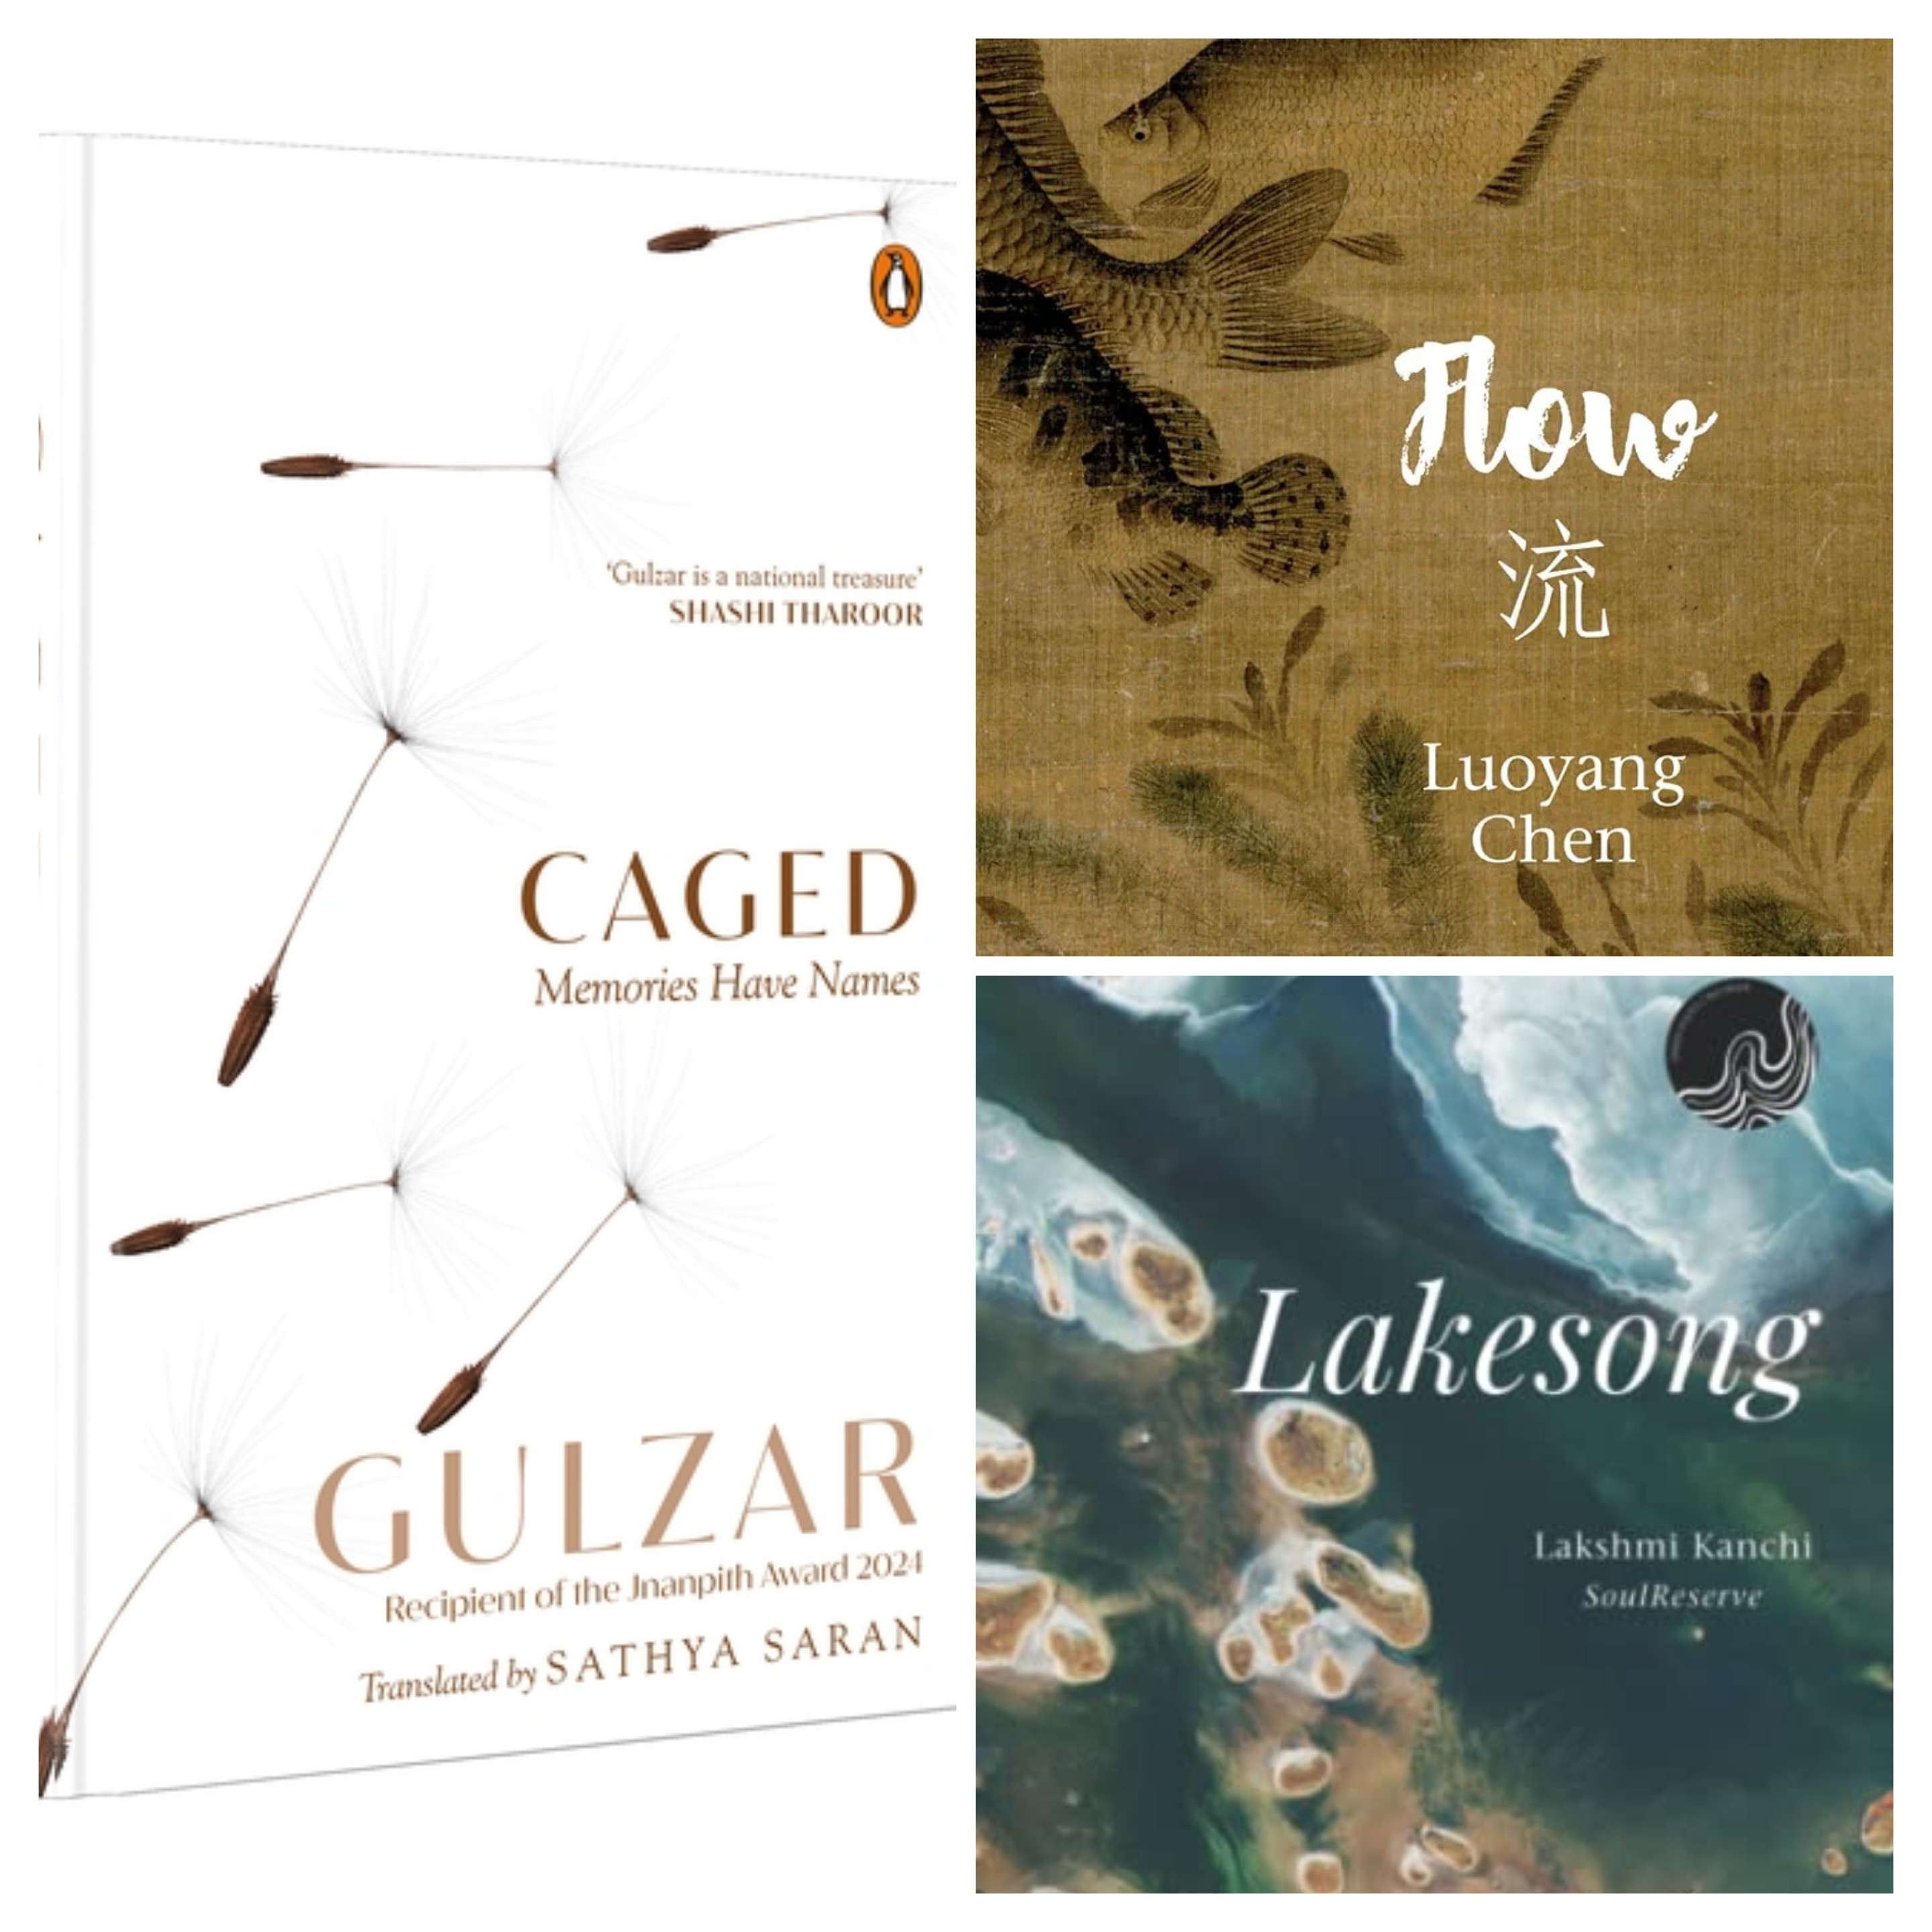 'Gulzar is a national treasure'
SHASHI THAROOR
CAGED
Memories Have Names
GULZAR
Recipient of the Jnanpith Award 2024
Translated by SATHYA SARAN
Flow
流
Luoyang
Chen
Lakesong
Lakshmi Kanchi
SoulReserve